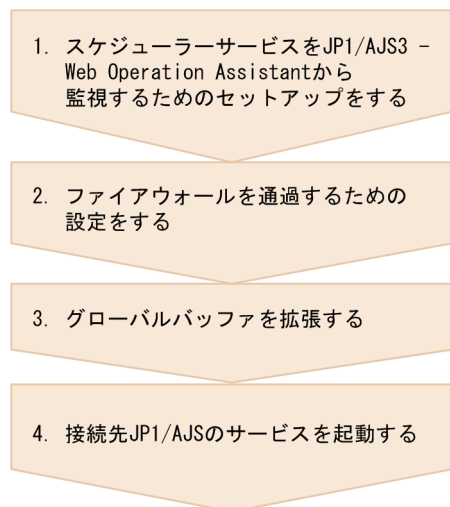 1. スケジューラーサービスをJP1/AJS3 -
Web Operation Assistantから
監視するためのセットアップをする
2. ファイアウォールを通過するための
設定をする
3. グローバルバッファを拡張する
4. 接続先JP1/AJSのサービスを起動する